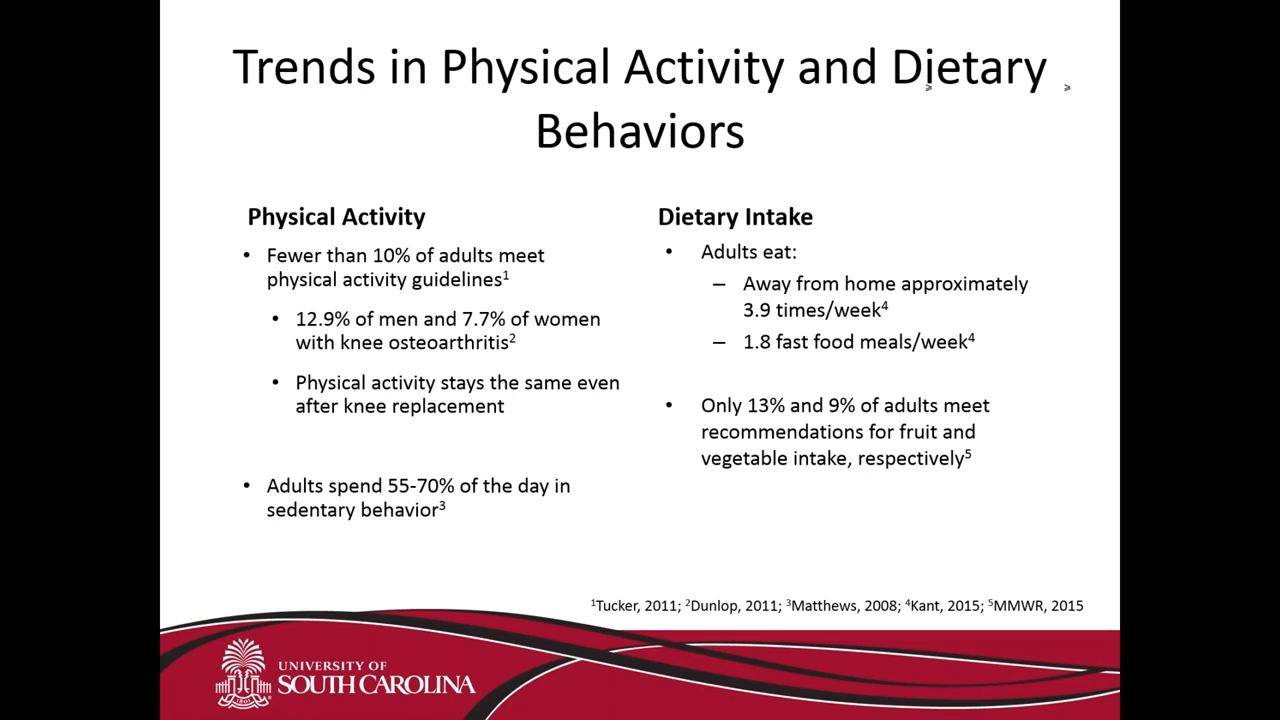 Trends in Physical Activity and Dietary
Behaviors
Physical Activity
• Fewer than 10% of adults meet
physical activity guidelines¹
• 12.9% of men and 7.7% of women
with knee osteoarthritis²
• Physical activity stays the same even
after knee replacement
• Adults spend 55-70% of the day in
sedentary behavior³
Dietary Intake
• Adults eat:
– Away from home approximately
3.9 times/week⁴
– 1.8 fast food meals/week⁴
• Only 13% and 9% of adults meet
recommendations for fruit and
vegetable intake, respectively⁵
¹Tucker, 2011; ²Dunlop, 2011; ³Matthews, 2008; ⁴Kant, 2015; ⁵MMWR, 2015
UNIVERSITY OF
SOUTH CAROLINA
1801